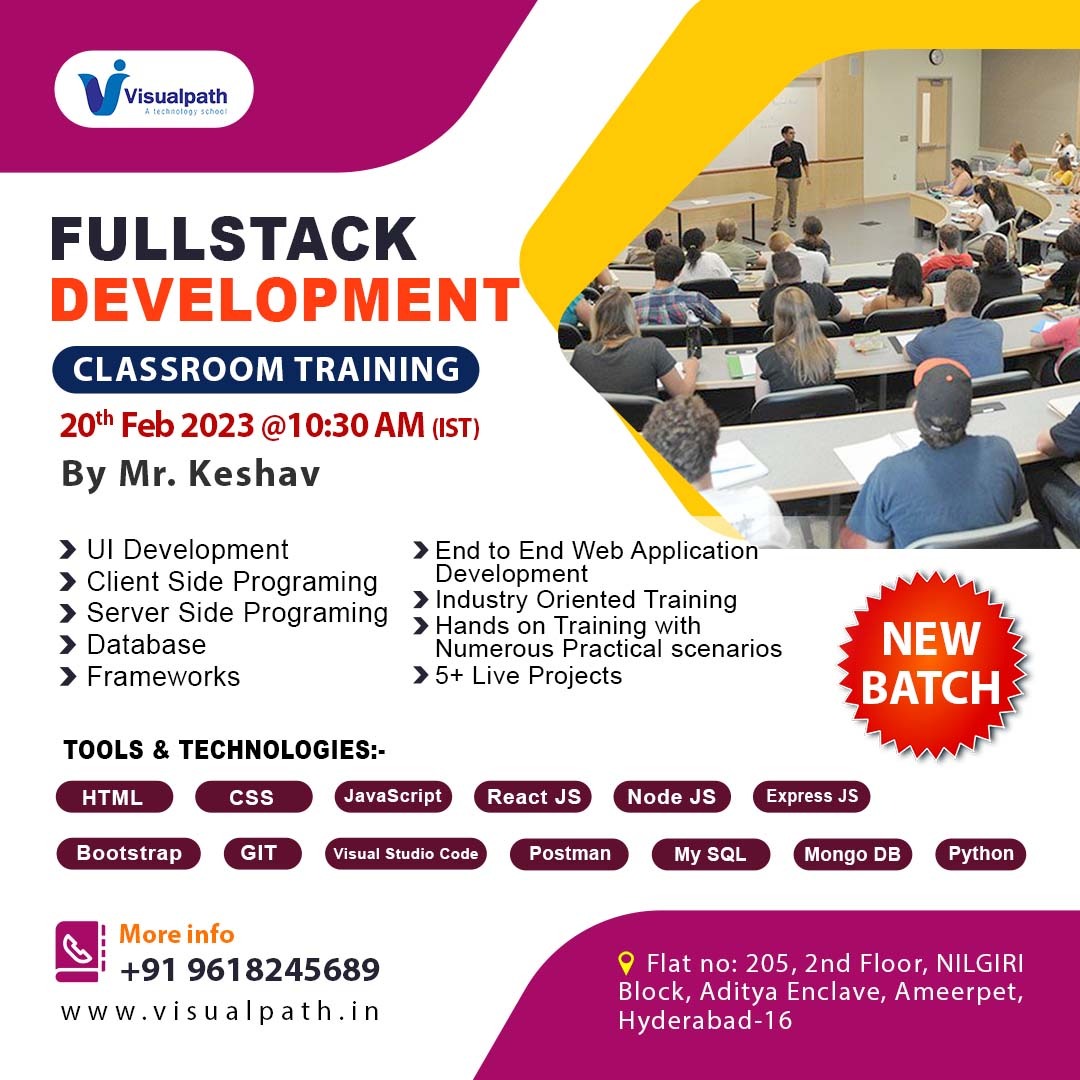 Visualpath
A technology school
FULLSTACK
DEVELOPMENT
CLASSROOM TRAINING
20th Feb 2023 @10:30 AM (IST)
By Mr. Keshav
UI Development
Client Side Programing
Server Side Programing
Database
Frameworks
End to End Web Application
Development
Industry Oriented Training
Hands on Training with
Numerous Practical scenarios
5+ Live Projects
NEW
BATCH
TOOLS & TECHNOLOGIES:-
HTML CSS JavaScript React JS Node JS Express JS
Bootstrap GIT Visual Studio Code Postman My SQL Mongo DB Python
More info
+91 9618245689
www.visualpath.in
Flat no: 205, 2nd Floor, NILGIRI
Block, Aditya Enclave, Ameerpet,
Hyderabad-16